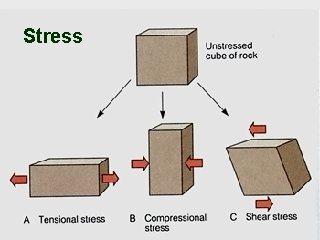 Stress
Unstressed
cube of rock
A Tensional stress
B Compressional
stress
C Shear stress